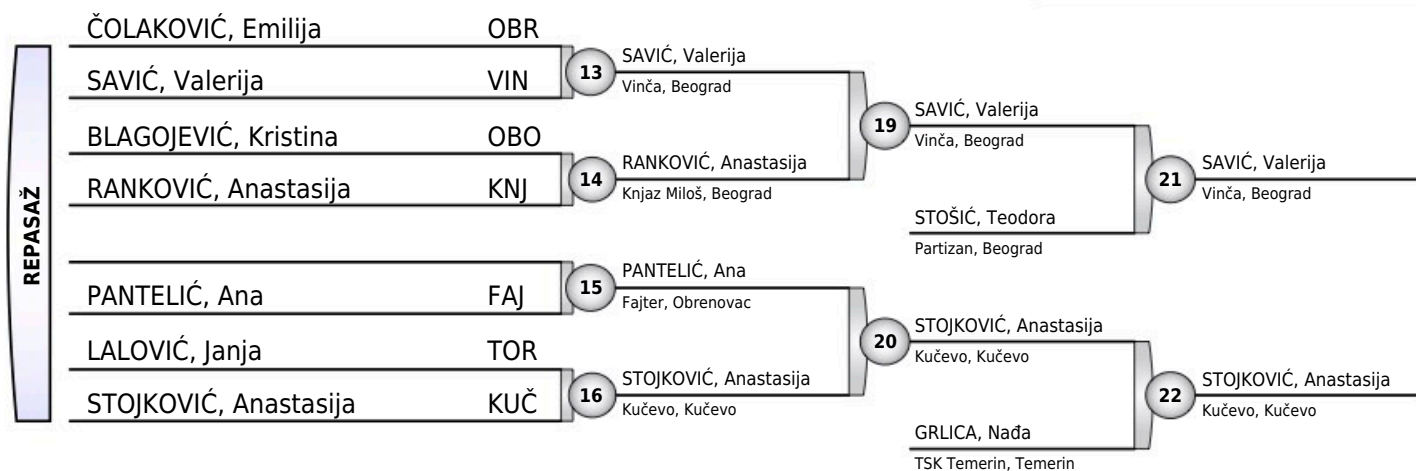 REPASAŽ
ČOLAKOVIĆ, Emilija OBR
SAVIĆ, Valerija VIN
BLAGOJEVIĆ, Kristina OBO
RANKOVIĆ, Anastasija KNJ
PANTELIĆ, Ana FAJ
LALOVIĆ, Janja TOR
STOJKOVIĆ, Anastasija KUČ
13
SAVIĆ, Valerija
Vinča, Beograd
14
RANKOVIĆ, Anastasija
Knjaz Miloš, Beograd
15
PANTELIĆ, Ana
Fajter, Obrenovac
16
STOJKOVIĆ, Anastasija
Kučevo, Kučevo
19
SAVIĆ, Valerija
Vinča, Beograd
STOŠIĆ, Teodora
Partizan, Beograd
20
STOJKOVIĆ, Anastasija
Kučevo, Kučevo
GRLICA, Nađa
TSK Temerin, Temerin
21
SAVIĆ, Valerija
Vinča, Beograd
22
STOJKOVIĆ, Anastasija
Kučevo, Kučevo